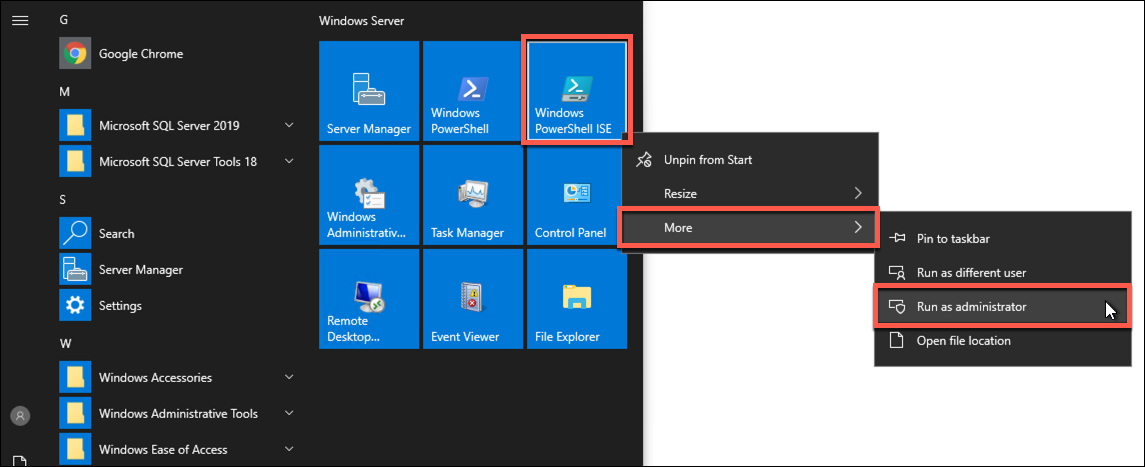 G
Google Chrome
M
Microsoft SQL Server 2019
Microsoft SQL Server Tools 18
S
Search
Server Manager
Settings
W
Windows Accessories
Windows Administrative Tools
Windows Ease of Access
Windows Server
Server Manager
Windows
PowerShell
Windows
PowerShell ISE
Windows
Administrativ...
Task Manager
Control Panel
Remote
Desktop...
Event Viewer
File Explorer
Unpin from Start
Resize
More
Pin to taskbar
Run as different user
Run as administrator
Open file location